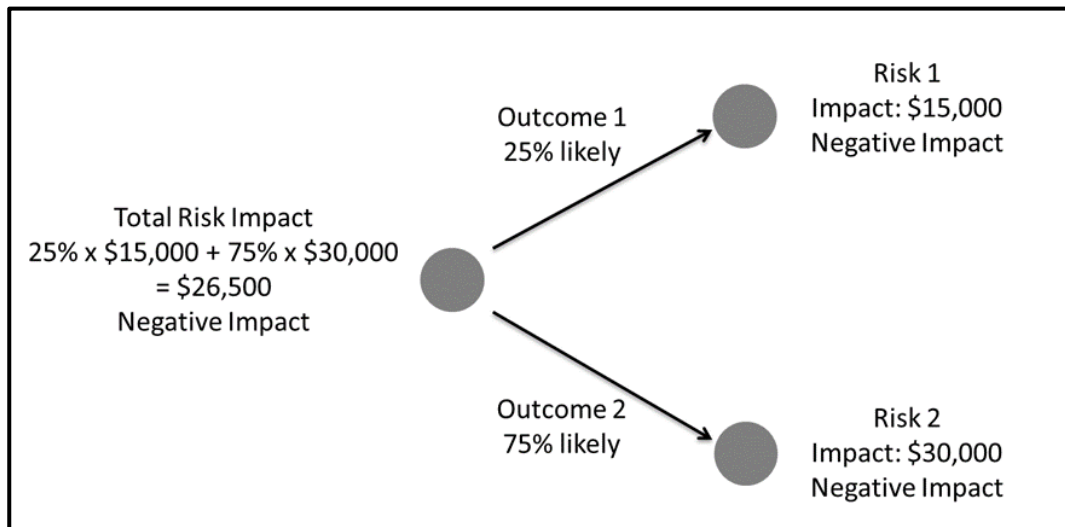 Total Risk Impact
25% x $15,000 + 75% x $30,000
= $26,500
Negative Impact
Outcome 1
25% likely
Risk 1
Impact: $15,000
Negative Impact
Outcome 2
75% likely
Risk 2
Impact: $30,000
Negative Impact